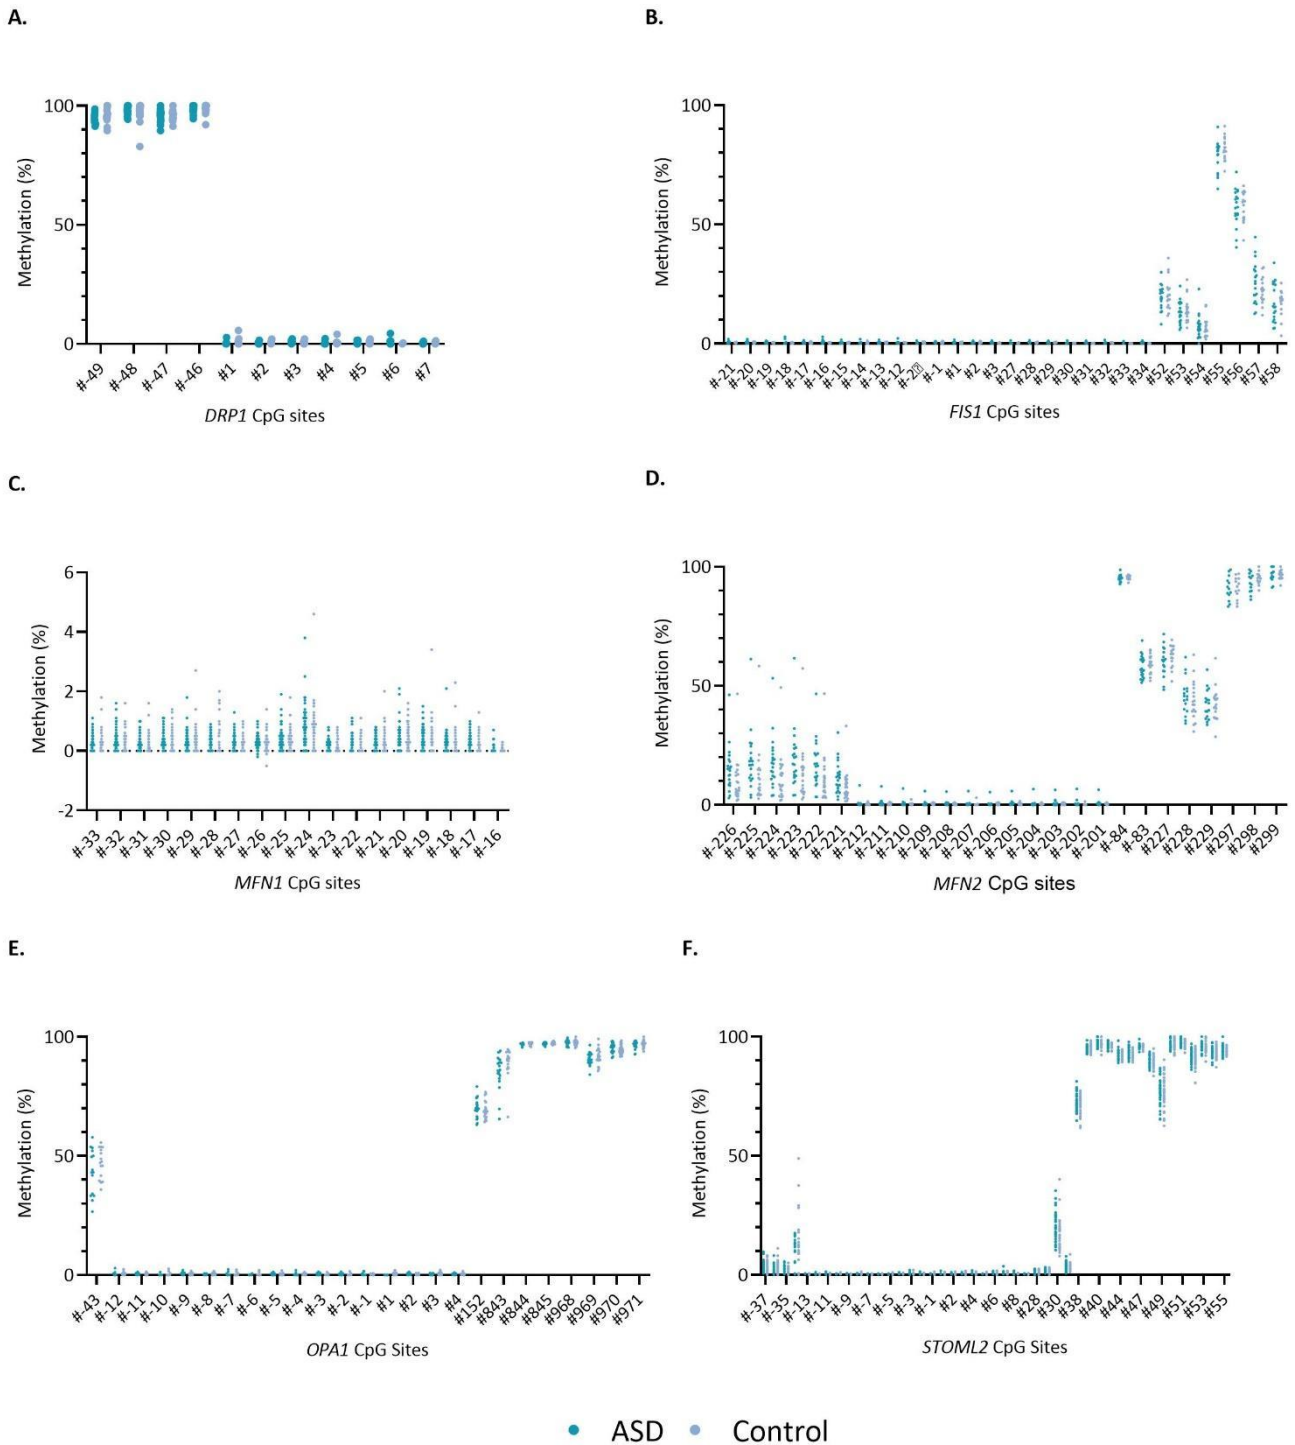 A.
100
50
0
Methylation (%)
#-49 #-48 #-47 #-46 #1 #2 #3 #4 #5 #6 #7
DRP1 CpG sites
B.
100
50
0
Methylation (%)
#-21 #-20 #-19 #-18 #-17 #-16 #-15 #-14 #-13 #-12 #-2 #-1 #1 #2 #3 #27 #28 #29 #30 #31 #32 #33 #34 #52 #53 #54 #55 #56 #57 #58
FIS1 CpG sites
C.
6
4
2
0
-2
Methylation (%)
#-33 #-32 #-31 #-30 #-29 #-28 #-27 #-26 #-25 #-24 #-23 #-22 #-21 #-20 #-19 #-18 #-17 #-16
MFN1 CpG sites
D.
100
50
0
Methylation (%)
#-226 #-225 #-224 #-223 #-222 #-221 #-212 #-211 #-210 #-209 #-208 #-207 #-206 #-205 #-204 #-203 #-202 #-201 #-84 #-83 #227 #228 #229 #297 #298 #299
MFN2 CpG sites
E.
100
50
0
Methylation (%)
#-43 #-12 #-11 #-10 #-9 #-8 #-7 #-6 #-5 #-4 #-3 #-2 #-1 #1 #2 #3 #4 #152 #843 #844 #845 #968 #969 #970 #971
OPA1 CpG Sites
F.
100
50
0
Methylation (%)
#-37 #-35 #-13 #-11 #-9 #-7 #-5 #-3 #-1 #2 #4 #6 #8 #28 #30 #38 #40 #44 #47 #49 #51 #53 #55
STOML2 CpG Sites
ASD Control